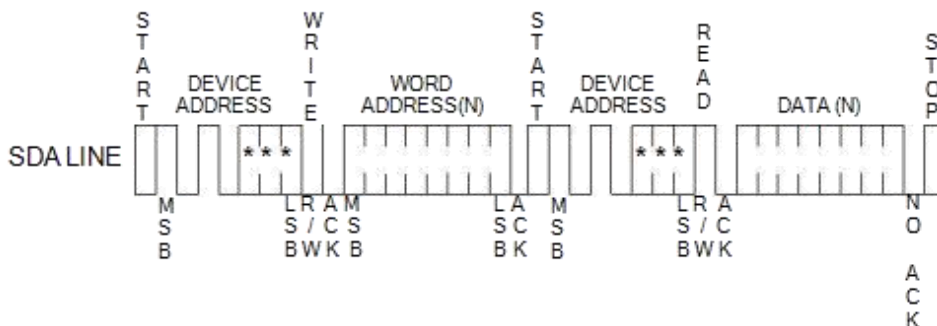 START
WRITE
START
READ
STOP
DEVICE
ADDRESS
WORD
ADDRESS(N)
DEVICE
ADDRESS
DATA (N)
SDA LINE
* * *
* * *
MSB
LSB
R/W
ACK
MSB
LSB
ACK
MSB
LSB
R/W
ACK
NO ACK